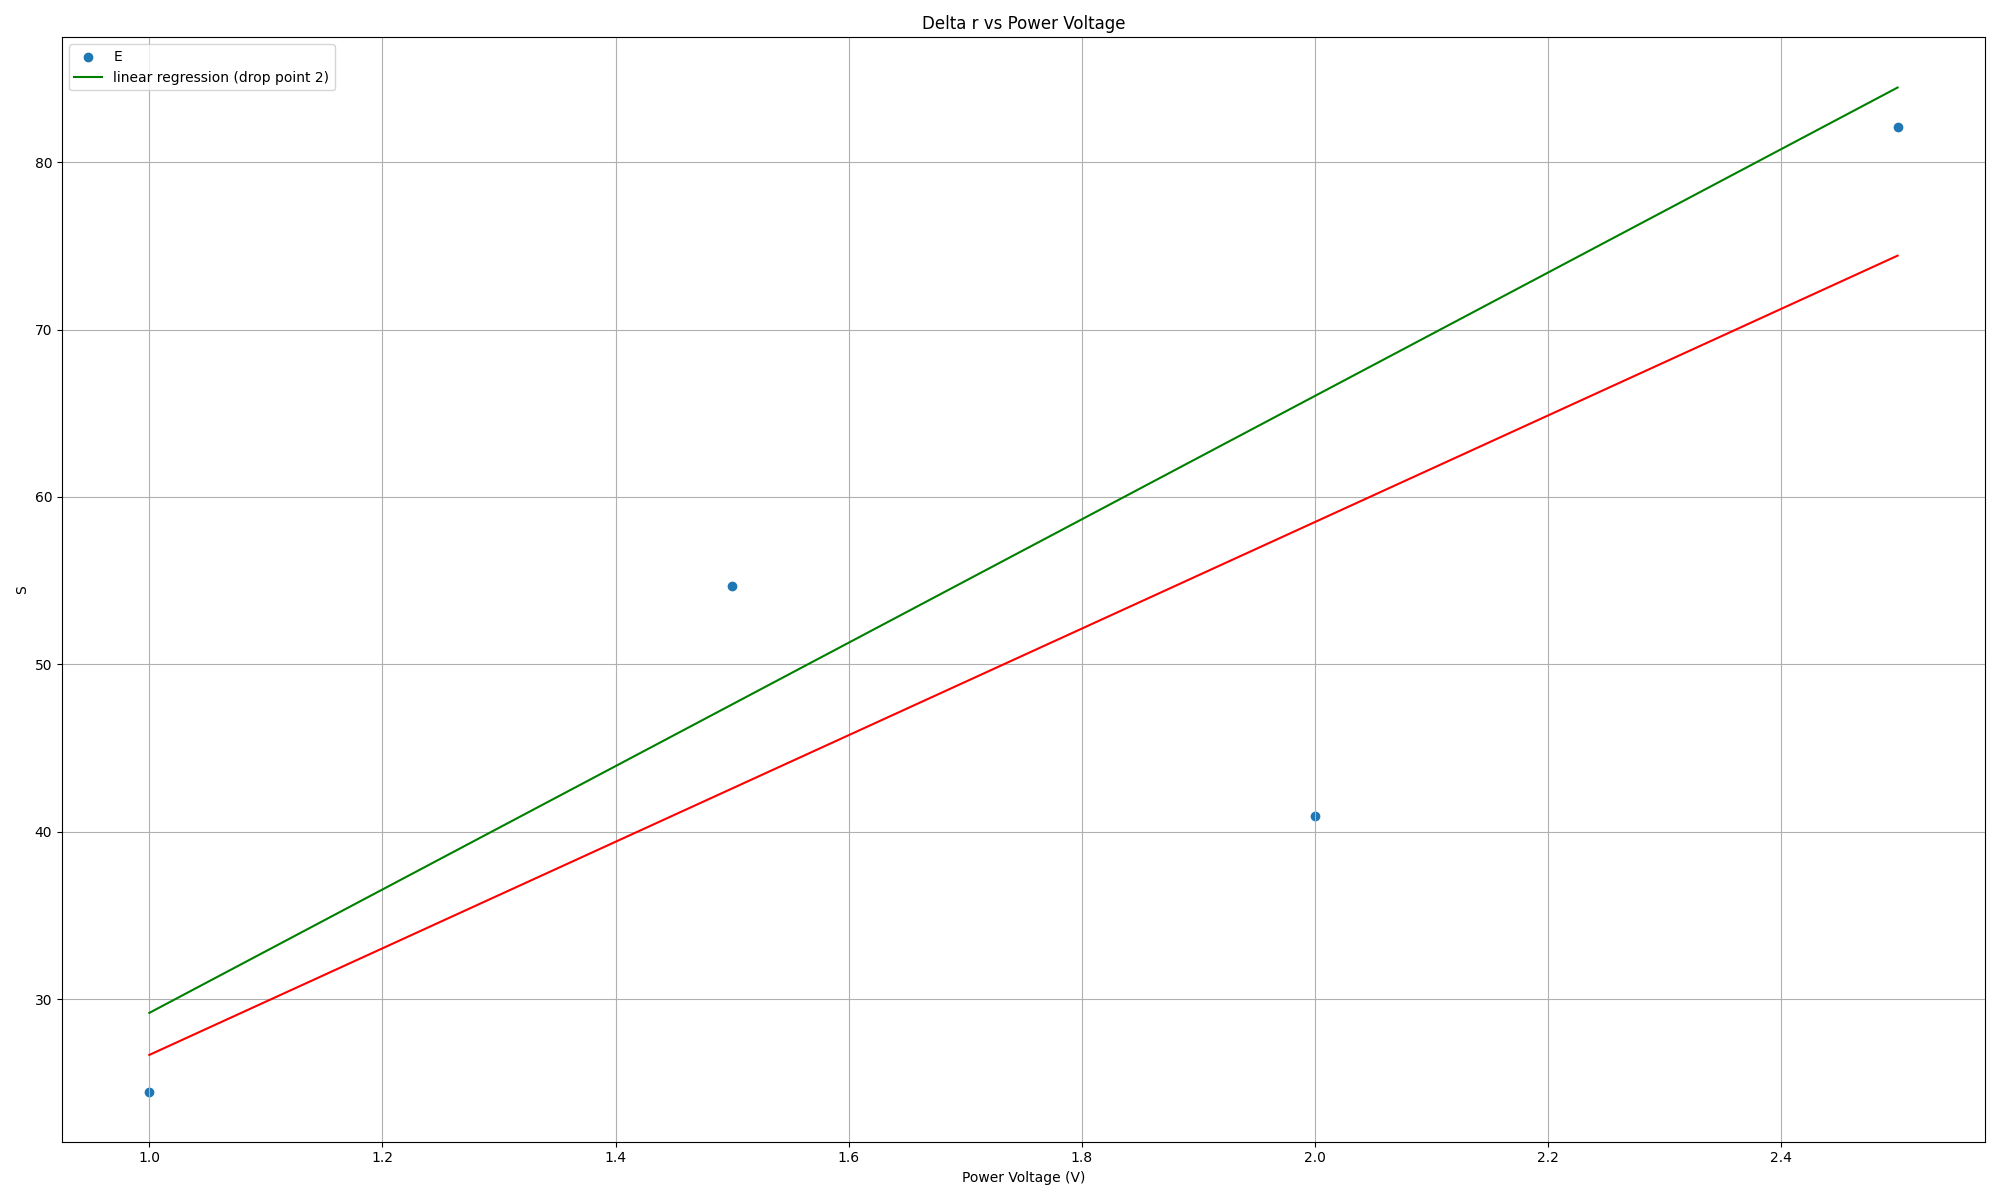 Delta r vs Power Voltage
E
linear regression (drop point 2)
80
70
60
50
40
30
S
1.0 1.2 1.4 1.6 1.8 2.0 2.2 2.4
Power Voltage (V)